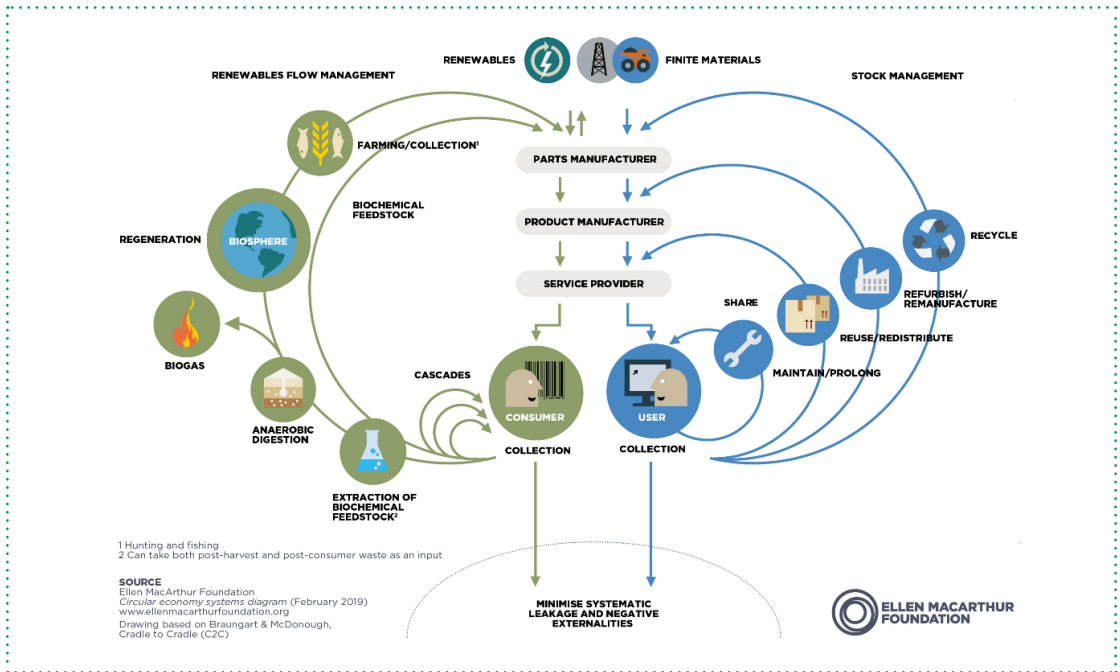 RENEWABLES
FINITE MATERIALS
RENEWABLES FLOW MANAGEMENT
STOCK MANAGEMENT
FARMING/COLLECTION¹
PARTS MANUFACTURER
BIOCHEMICAL
FEEDSTOCK
PRODUCT MANUFACTURER
REGENERATION
BIOSPHERE
RECYCLE
SERVICE PROVIDER
SHARE
REFURBISH/
REMANUFACTURE
REUSE/REDISTRIBUTE
BIOGAS
CASCADES
MAINTAIN/PROLONG
CONSUMER
USER
ANAEROBIC
DIGESTION
COLLECTION
COLLECTION
EXTRACTION OF
BIOCHEMICAL
FEEDSTOCK²
1 Hunting and fishing
2 Can take both post-harvest and post-consumer waste as an input
SOURCE
Ellen MacArthur Foundation
Circular economy systems diagram (February 2019)
www.ellenmacarthurfoundation.org
Drawing based on Braungart & McDonough,
Cradle to Cradle (C2C)
MINIMISE SYSTEMATIC
LEAKAGE AND NEGATIVE
EXTERNALITIES
ELLEN MACARTHUR
FOUNDATION